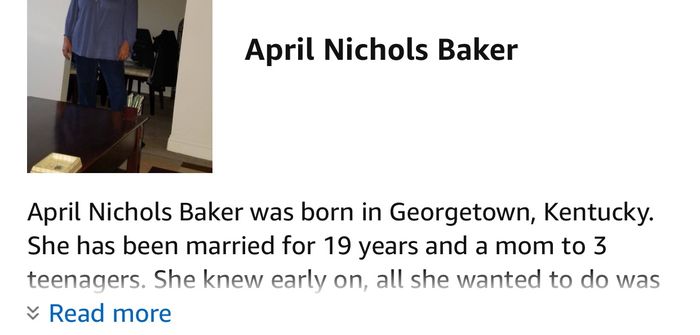 April Nichols Baker
April Nichols Baker was born in Georgetown, Kentucky.
She has been married for 19 years and a mom to 3
teenagers. She knew early on, all she wanted to do was
Read more